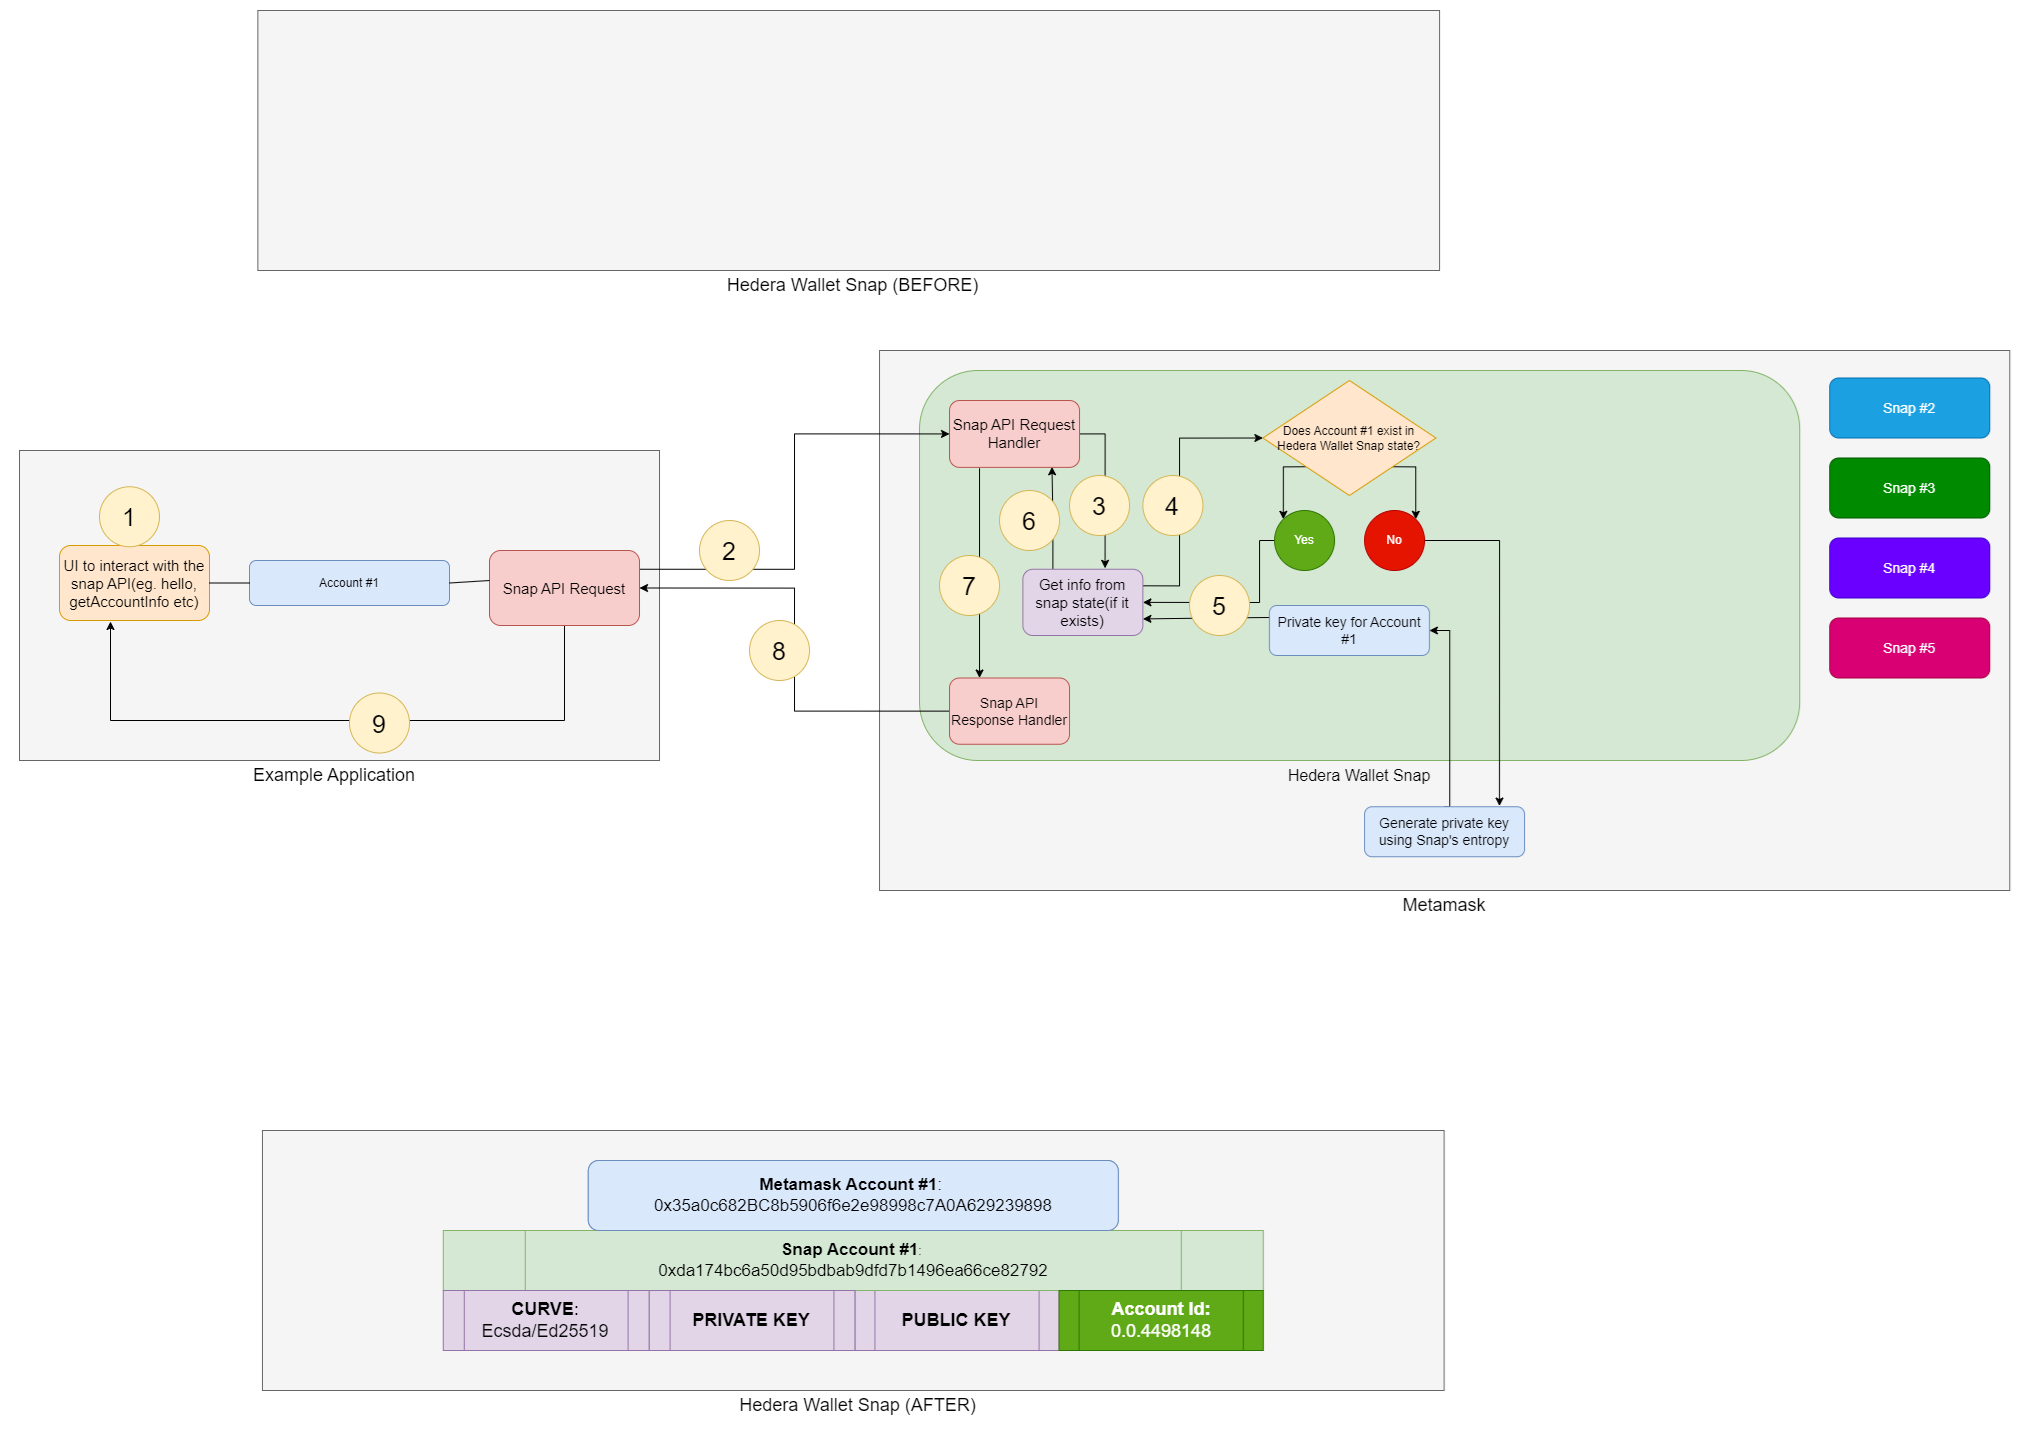 Hedera Wallet Snap (BEFORE)
1
UI to interact with the
snap API(eg. hello,
getAccountInfo etc)
Account #1
Snap API Request
9
Example Application
2
8
Snap API Request
Handler
3
4
6
7
5
Get info from
snap state(if it
exists)
Snap API
Response Handler
Does Account #1 exist in
Hedera Wallet Snap state?
Yes
No
Private key for Account
#1
Hedera Wallet Snap
Generate private key
using Snap's entropy
Snap #2
Snap #3
Snap #4
Snap #5
Metamask
Metamask Account #1:
0x35a0c682BC8b5906f6e2e98998c7A0A629239898
Snap Account #1:
0xda174bc6a50d95bdbab9dfd7b1496ea66ce82792
CURVE:
Ecsda/Ed25519
PRIVATE KEY
PUBLIC KEY
Account Id:
0.0.4498148
Hedera Wallet Snap (AFTER)